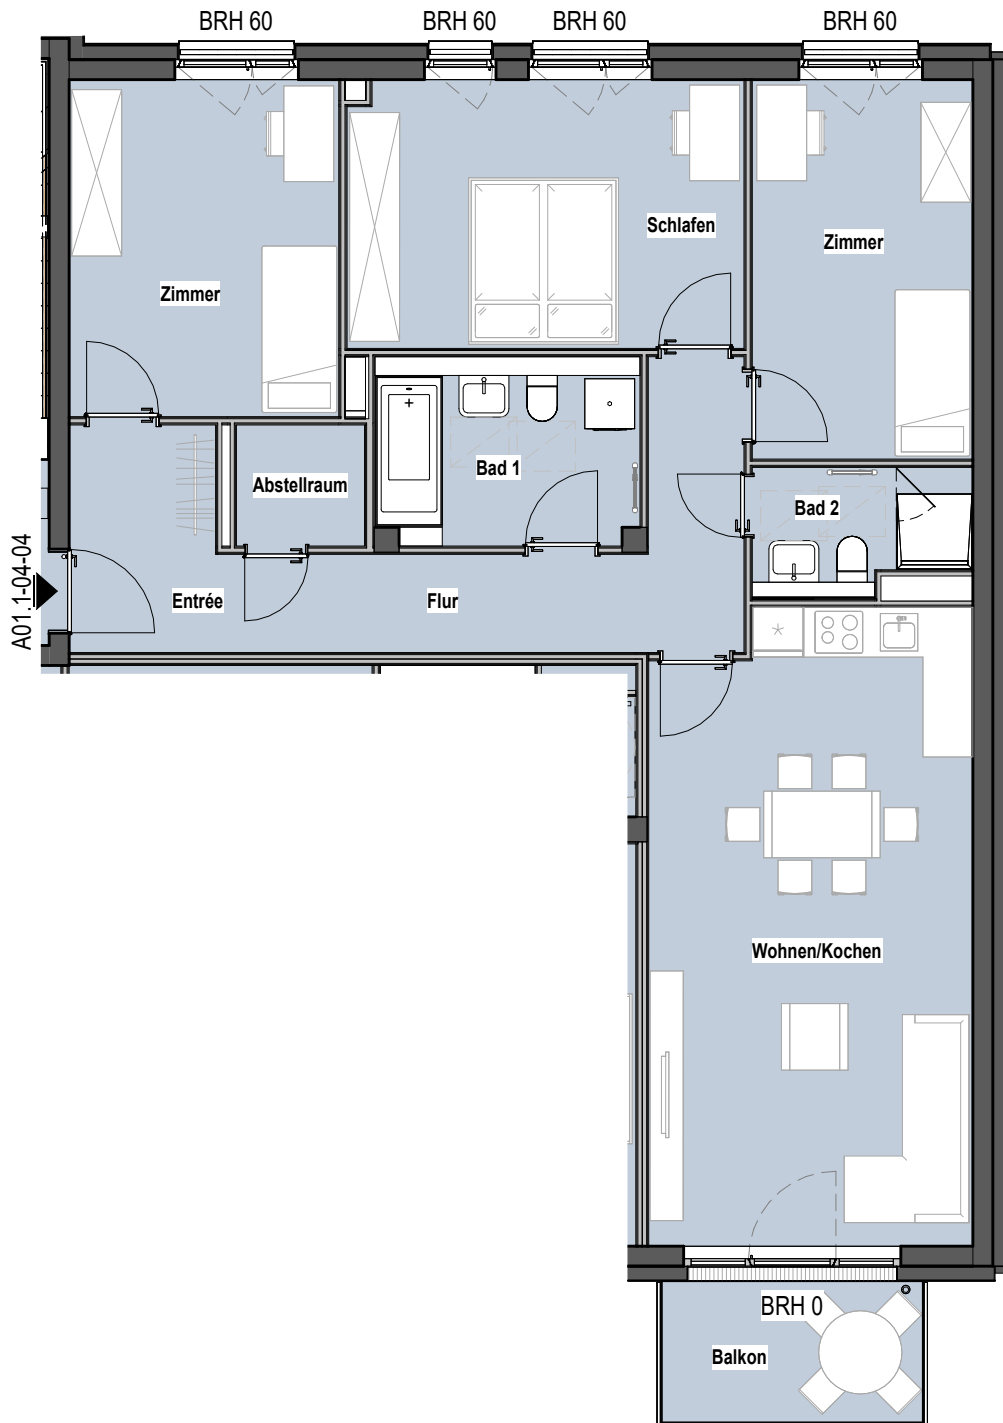 BRH 60
BRH 60
BRH 60
BRH 60
Schlafen
Zimmer
Zimmer
Bad 1
Abstellraum
Bad 2
A01.1-04-04
Entrée
Flur
Wohnen/Kochen
BRH 0
Balkon